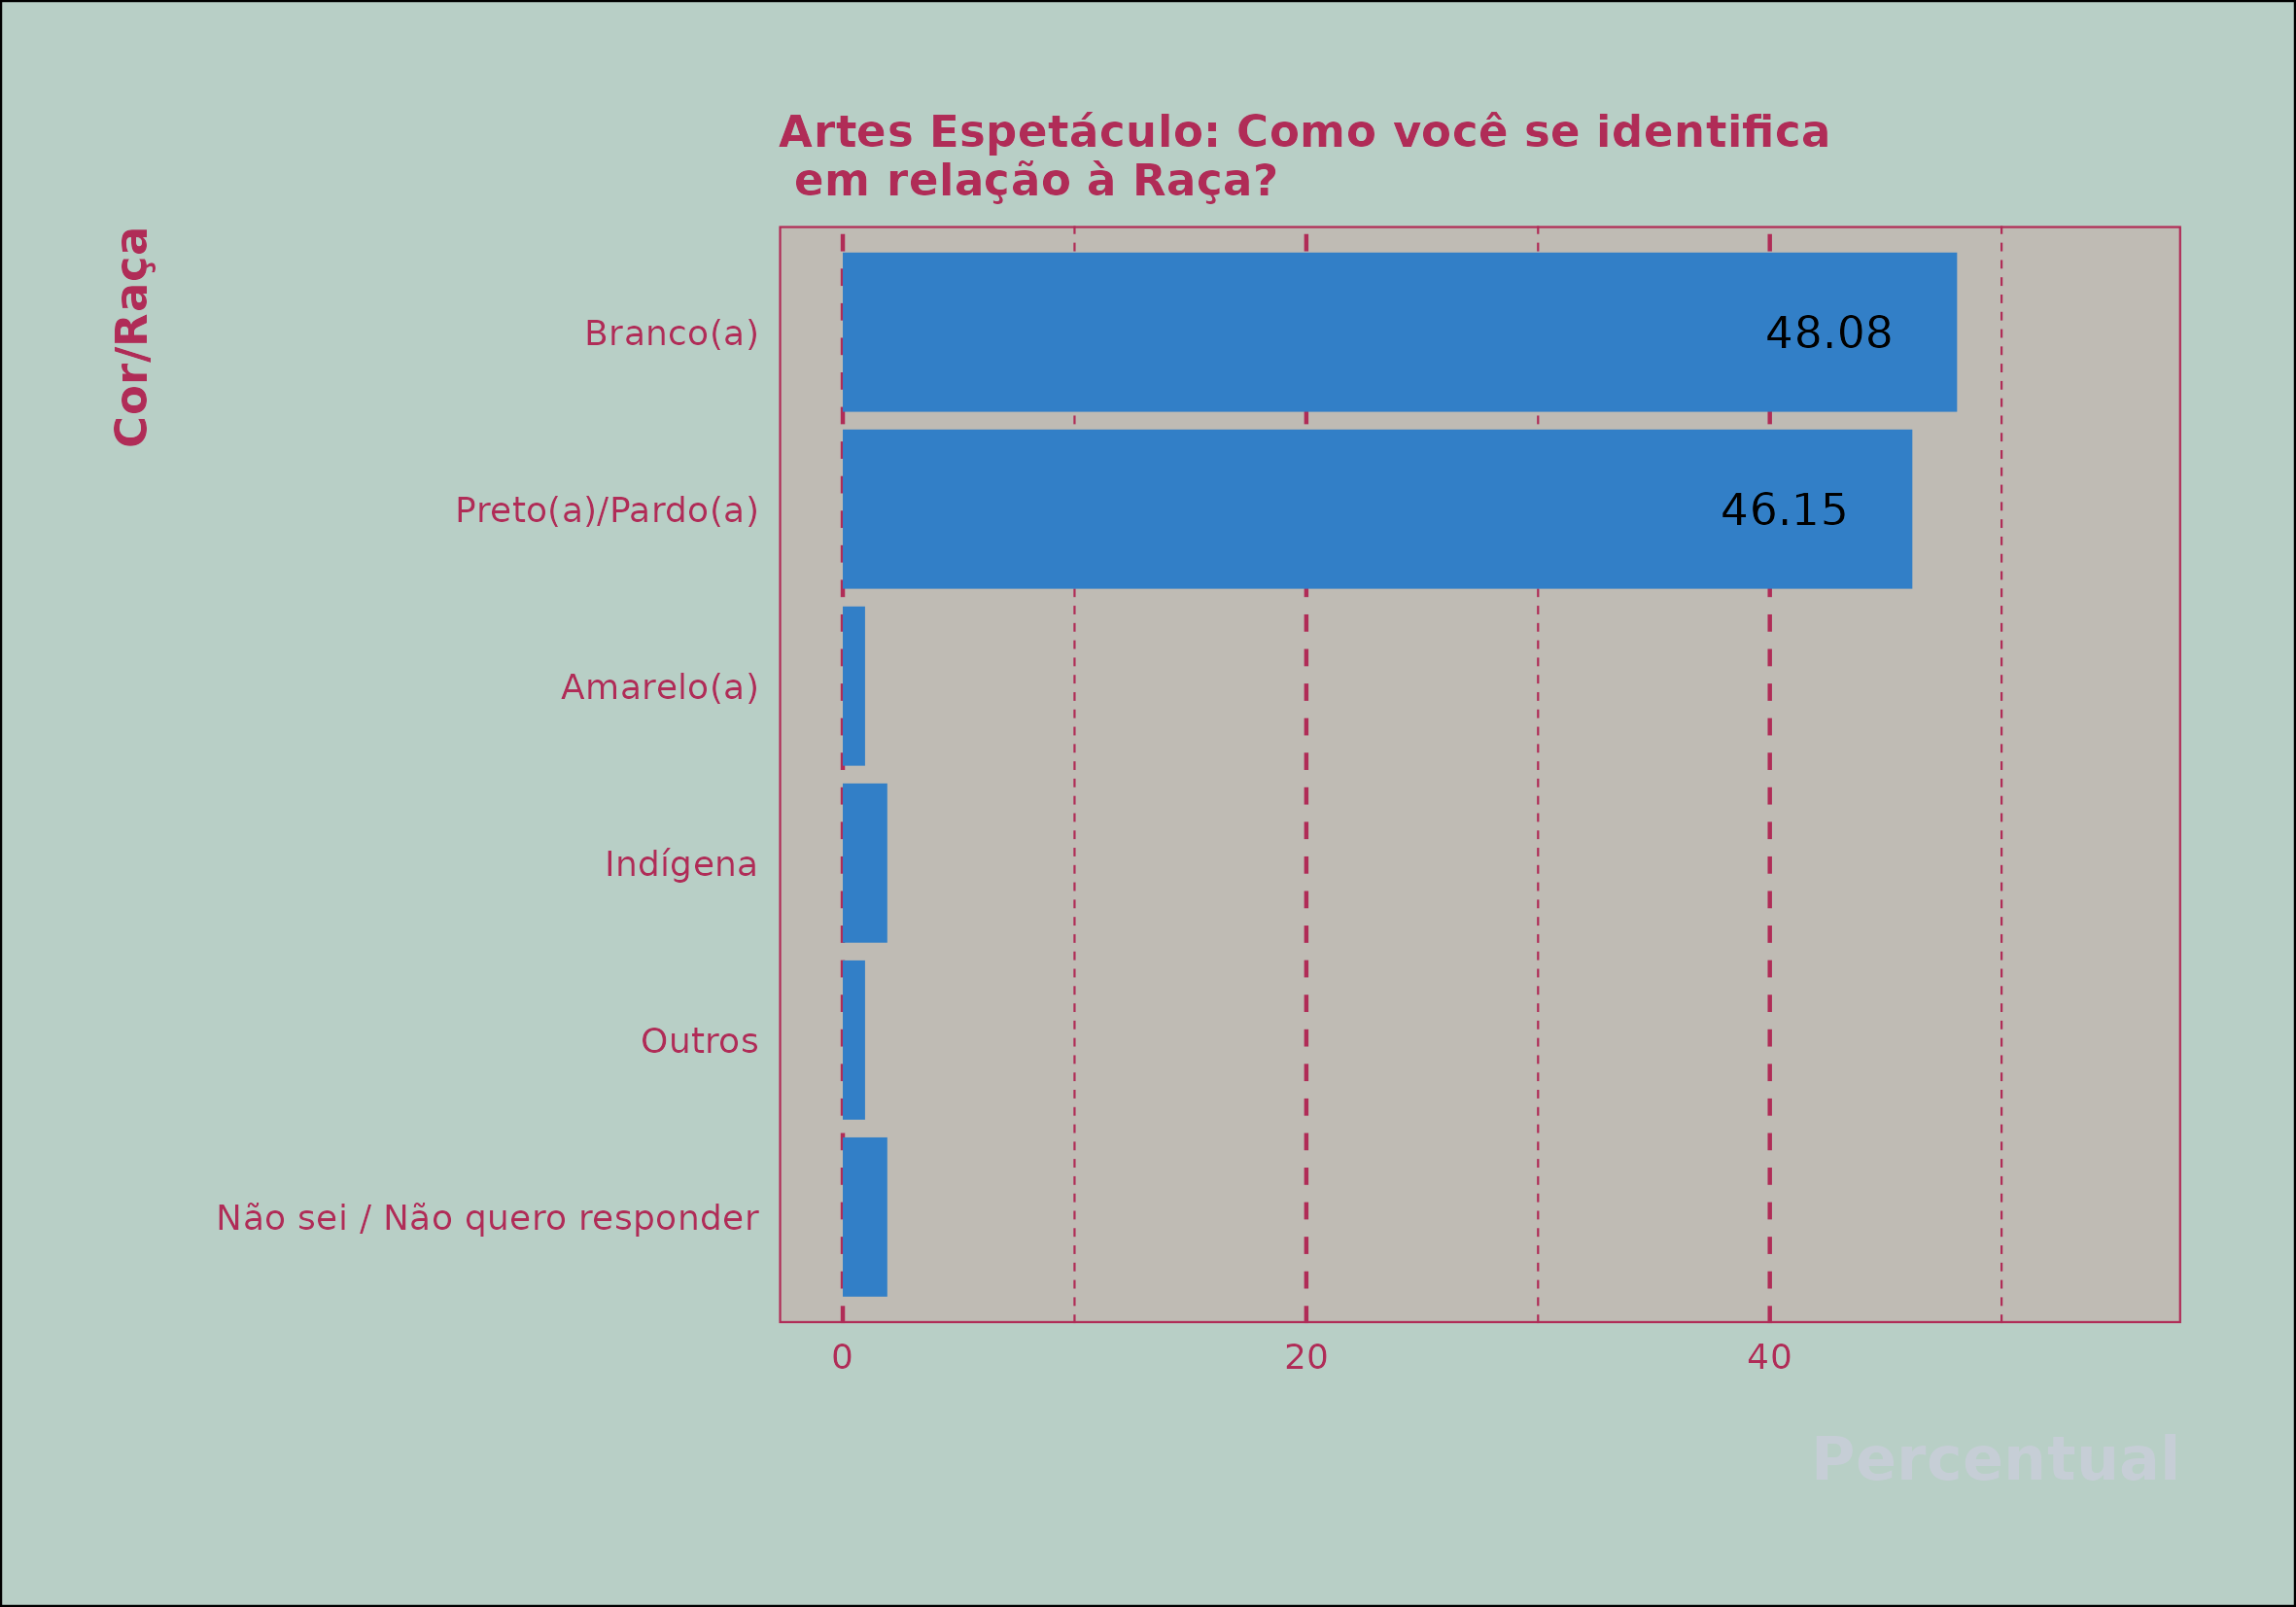 Artes Espetáculo: Como você se identifica
em relação à Raça?
Cor/Raça
Branco(a)
48.08
Preto(a)/Pardo(a)
46.15
Amarelo(a)
Indígena
Outros
Não sei / Não quero responder
0 20 40
Percentual